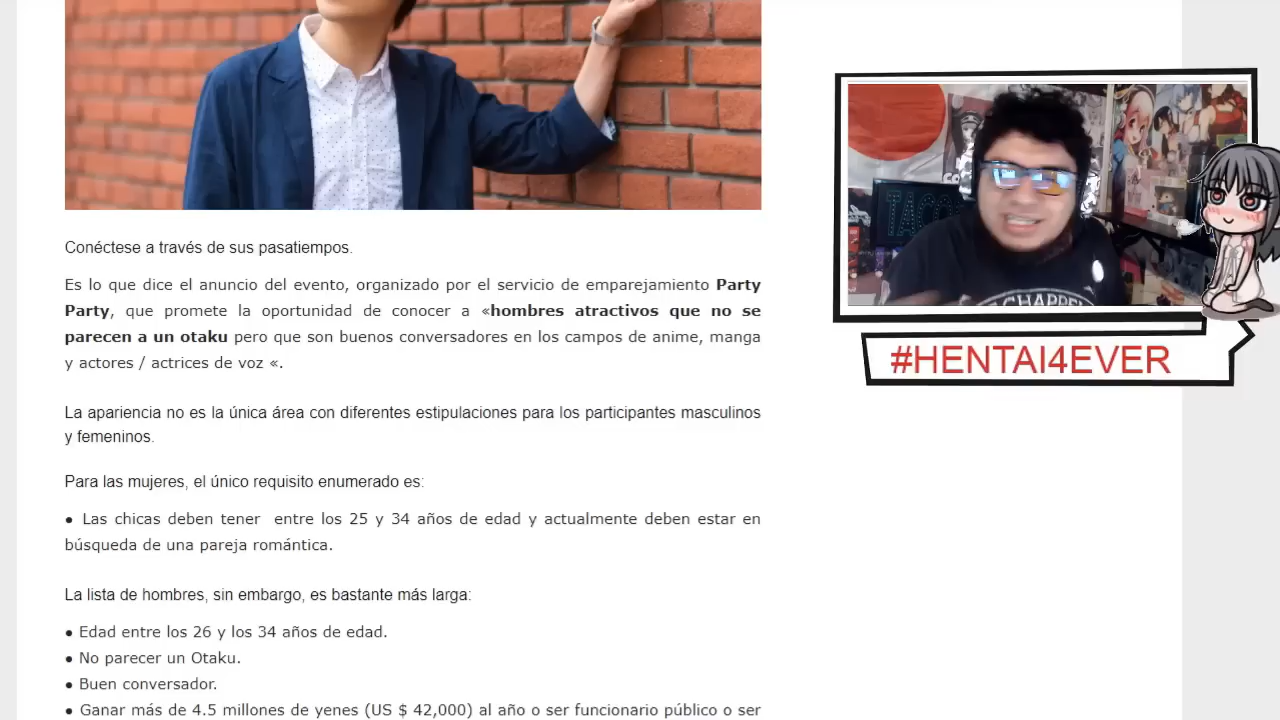 Conéctese a través de sus pasatiempos.
Es lo que dice el anuncio del evento, organizado por el servicio de emparejamiento Party
Party, que promete la oportunidad de conocer a «hombres atractivos que no se
parecen a un otaku pero que son buenos conversadores en los campos de anime, manga
y actores / actrices de voz «.
La apariencia no es la única área con diferentes estipulaciones para los participantes masculinos
y femeninos.
Para las mujeres, el único requisito enumerado es:
● Las chicas deben tener entre los 25 y 34 años de edad y actualmente deben estar en
búsqueda de una pareja romántica.
La lista de hombres, sin embargo, es bastante más larga:
● Edad entre los 26 y los 34 años de edad.
● No parecer un Otaku.
● Buen conversador.
● Ganar más de 4.5 millones de yenes (US $ 42,000) al año o ser funcionario público o ser
#HENTAI4EVER